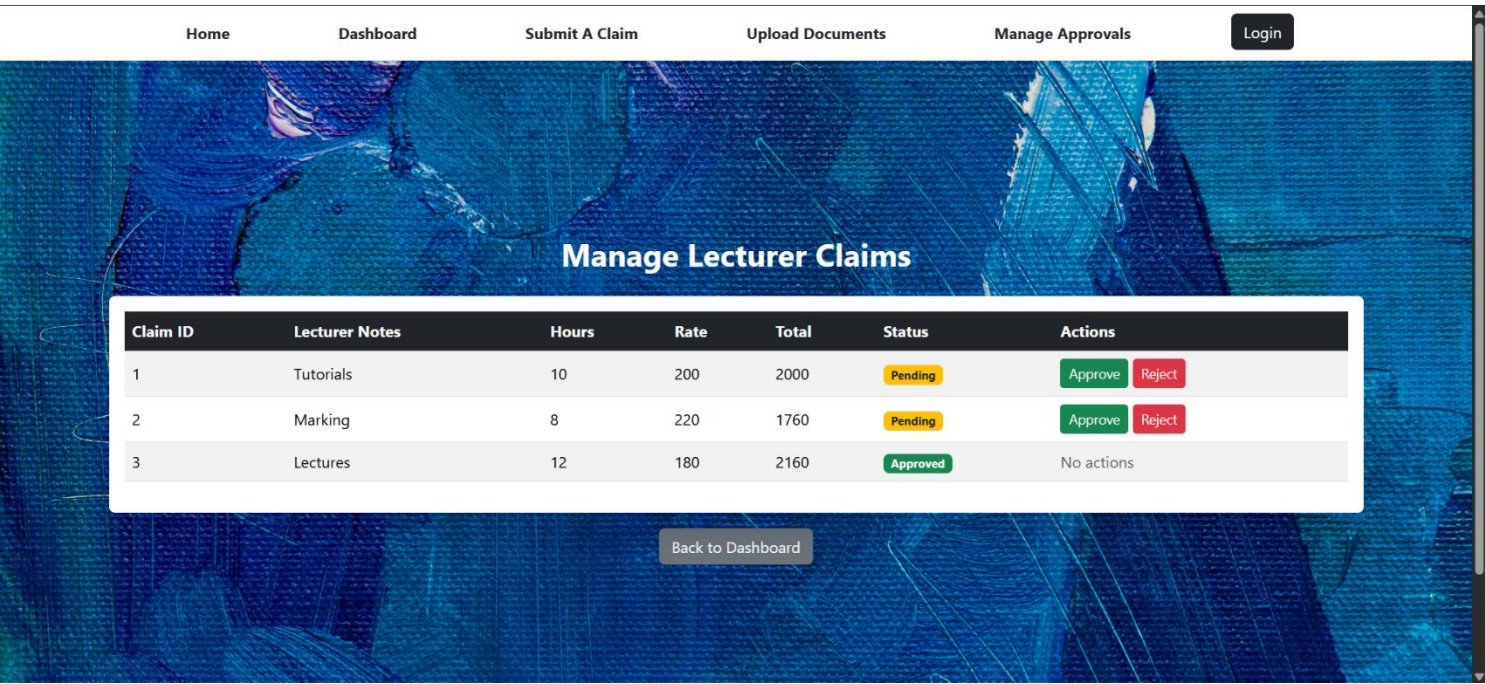 Home Dashboard Submit A Claim Upload Documents Manage Approvals Login
Manage Lecturer Claims
Claim ID Lecturer Notes Hours Rate Total Status Actions
1 Tutorials 10 200 2000 Pending Approve Reject
2 Marking 8 220 1760 Pending Approve Reject
3 Lectures 12 180 2160 Approved No actions
Back to Dashboard